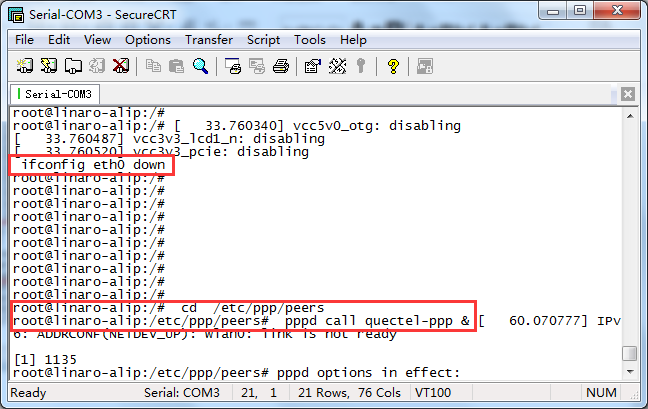 Serial-COM3 - SecureCRT
File Edit View Options Transfer Script Tools Help
Serial-COM3
root@linaro-alip:/#
root@linaro-alip:/# [   33.760340] vcc5v0_otg: disabling
[   33.760487] vcc3v3_lcd1_n: disabling
[   33.760520] vcc3v3_pcie: disabling
ifconfig eth0 down
root@linaro-alip:/#
root@linaro-alip:/#
root@linaro-alip:/#
root@linaro-alip:/#
root@linaro-alip:/#
root@linaro-alip:/#
root@linaro-alip:/#
root@linaro-alip:/#
root@linaro-alip:/#
root@linaro-alip:/#
root@linaro-alip:/#  cd  /etc/ppp/peers
root@linaro-alip:/etc/ppp/peers#  pppd call quectel-ppp & [   60.070777] IPv
6: ADDRCONF(NETDEV_UP): wlan0: link is not ready
[1] 1135
root@linaro-alip:/etc/ppp/peers# pppd options in effect:
Ready Serial: COM3 21, 1 21 Rows, 76 Cols VT100 NUM